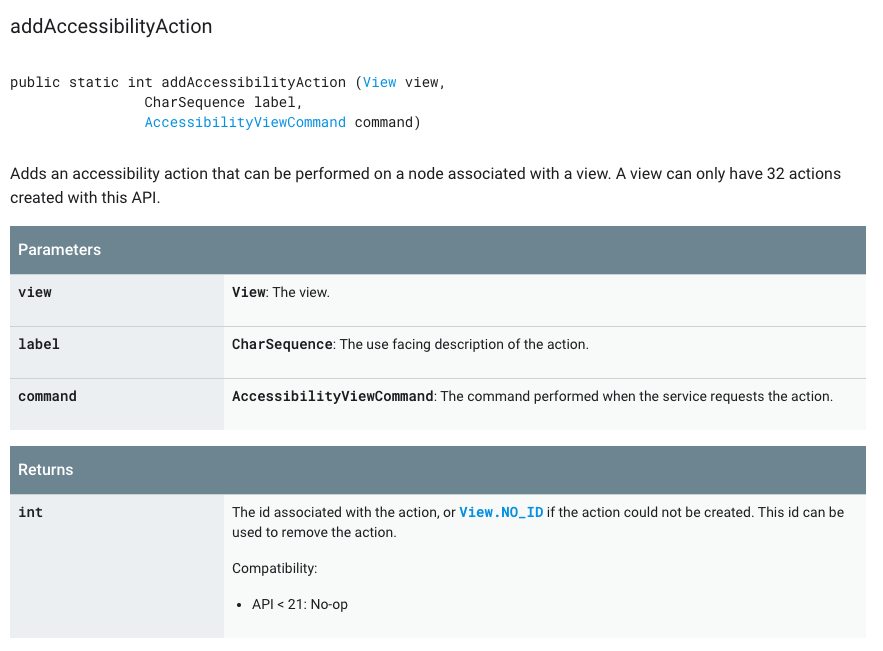 addAccessibilityAction
public static int addAccessibilityAction (View view,
CharSequence label,
AccessibilityViewCommand command)
Adds an accessibility action that can be performed on a node associated with a view. A view can only have 32 actions
created with this API.
Parameters
view View: The view.
label CharSequence: The use facing description of the action.
command AccessibilityViewCommand: The command performed when the service requests the action.
Returns
int The id associated with the action, or View.NO_ID if the action could not be created. This id can be
used to remove the action.
Compatibility:
• API < 21: No-op